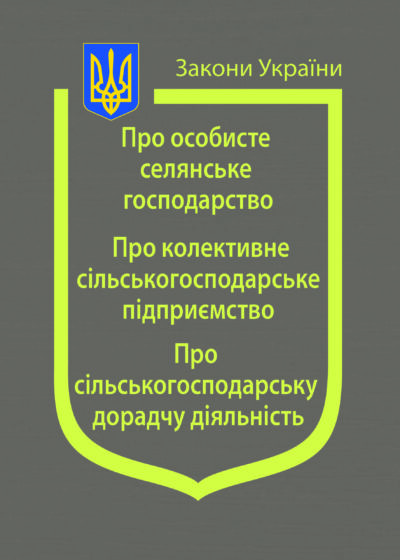 Закони України
Про особисте
селянське
господарство
Про колективне
сільськогосподарське
підприємство
Про
сільськогосподарську
дорадчу діяльність